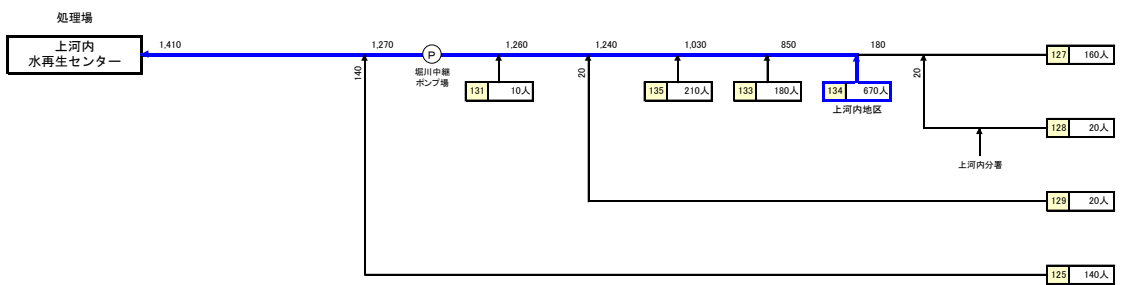 処理場
上河内
水再生センター
1,410
1,270
P
堀川中継
ポンプ場
1,260
1,240
1,030
850
180
127 160人
140
20
20
131 10人
135 210人
133 180人
134 670人
上河内地区
128 20人
上河内分署
129 20人
125 140人